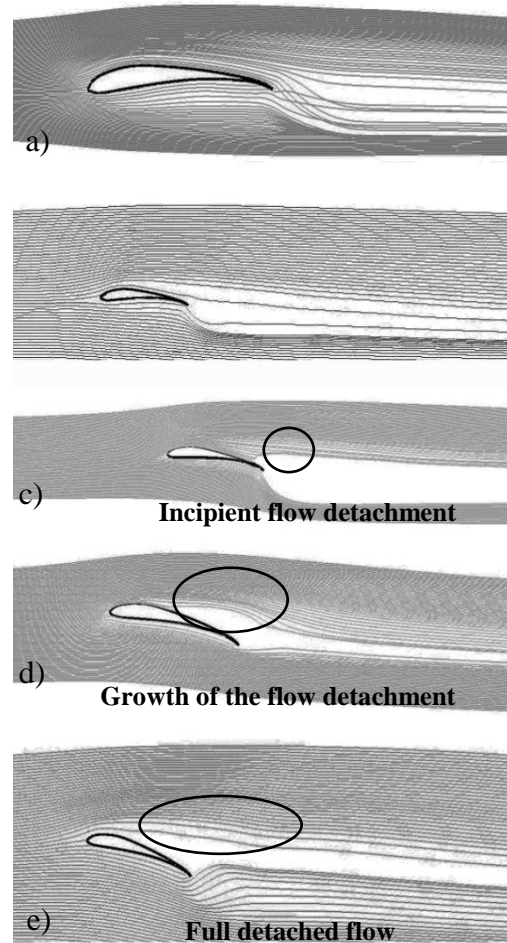 a)
c)
Incipient flow detachment
d)
Growth of the flow detachment
e)
Full detached flow